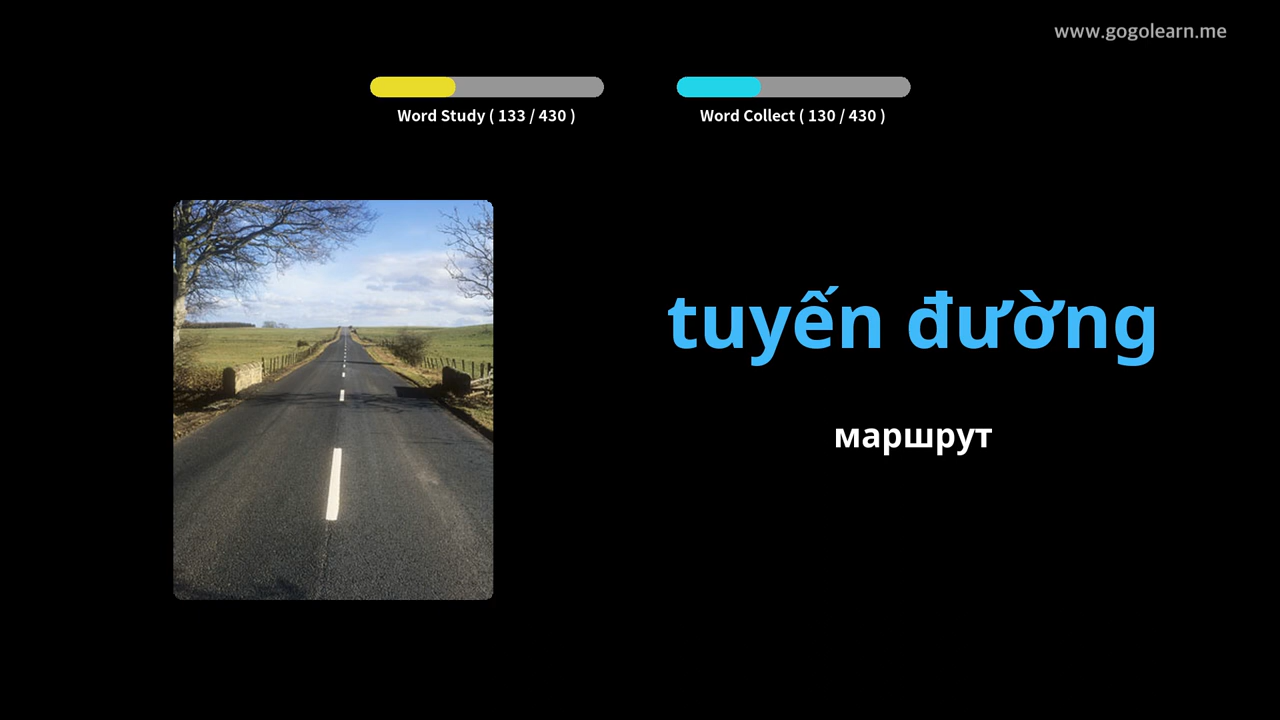 www.gogolearn.me
Word Study ( 133 / 430 )
Word Collect ( 130 / 430 )
tuyến đường
маршрут